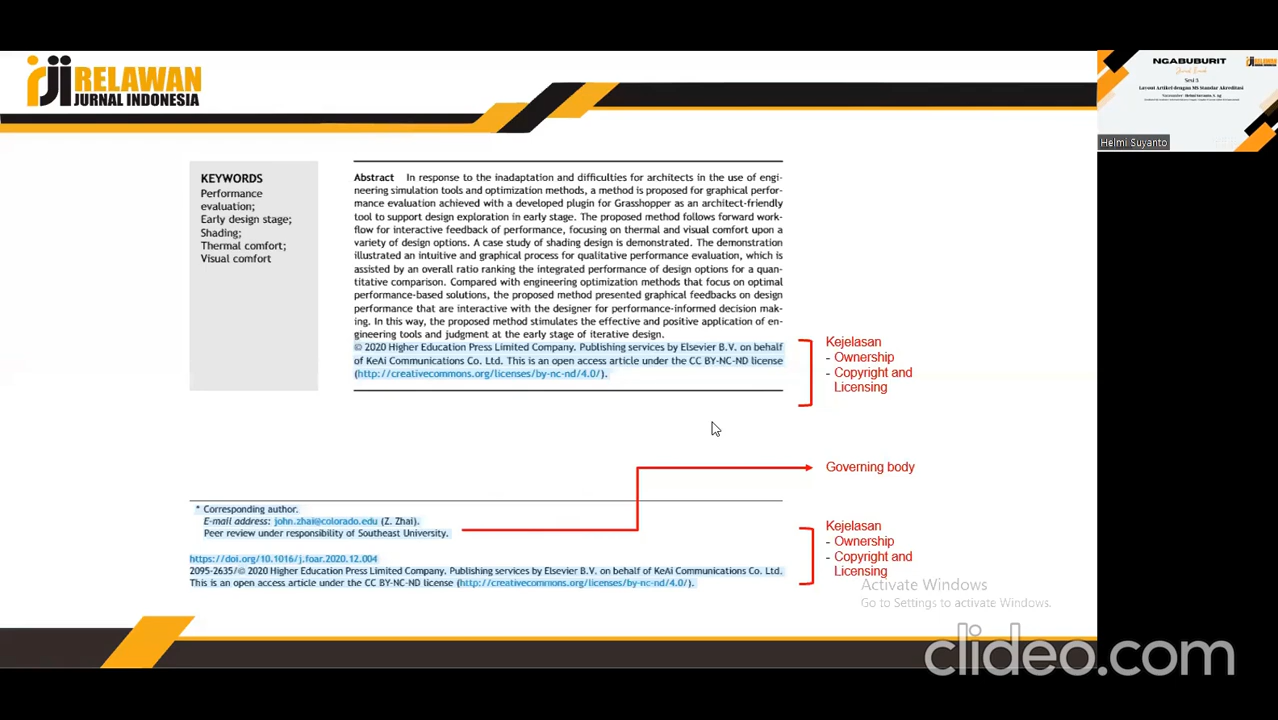 RELAWAN
JURNAL INDONESIA
NGABUBURIT
Sesi 3
Layout Artikel dengan MS Standar Akreditasi
Helmi Suyanto
KEYWORDS
Performance
evaluation;
Early design stage;
Shading;
Thermal comfort;
Visual comfort
Abstract In response to the inadaptation and difficulties for architects in the use of engi-
neering simulation tools and optimization methods, a method is proposed for graphical perfor-
mance evaluation achieved with a developed plugin for Grasshopper as an architect-friendly
tool to support design exploration in early stage. The proposed method follows forward work-
flow for interactive feedback of performance, focusing on thermal and visual comfort upon a
variety of design options. A case study of shading design is demonstrated. The demonstration
illustrated an intuitive and graphical process for qualitative performance evaluation, which is
assisted by an overall ratio ranking the integrated performance of design options for a quan-
titative comparison. Compared with engineering optimization methods that focus on optimal
performance-based solutions, the proposed method presented graphical feedbacks on design
performance that are interactive with the designer for performance-informed decision mak-
ing. In this way, the proposed method stimulates the effective and positive application of en-
gineering tools and judgment at the early stage of iterative design.
© 2020 Higher Education Press Limited Company. Publishing services by Elsevier B.V. on behalf
of KeAi Communications Co. Ltd. This is an open access article under the CC BY-NC-ND license
(http://creativecommons.org/licenses/by-nc-nd/4.0/).
Kejelasan
- Ownership
- Copyright and
Licensing
Governing body
* Corresponding author.
E-mail address: john.zhai@colorado.edu (Z. Zhai).
Peer review under responsibility of Southeast University.
https://doi.org/10.1016/j.foar.2020.12.004
2095-2635/© 2020 Higher Education Press Limited Company. Publishing services by Elsevier B.V. on behalf of KeAi Communications Co. Ltd.
This is an open access article under the CC BY-NC-ND license (http://creativecommons.org/licenses/by-nc-nd/4.0/).
Kejelasan
- Ownership
- Copyright and
Licensing
Activate Windows
Go to Settings to activate Windows.
clideo.com